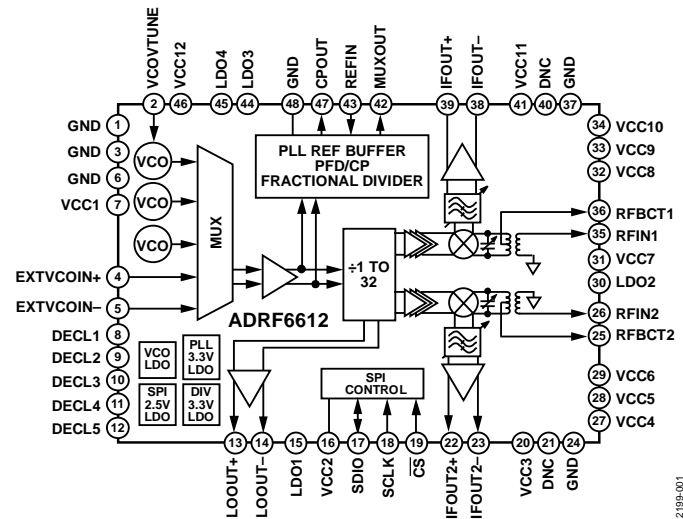 VCOVTUNE
VCC12
LDO4
LDO3
GND
CPOUT
REFIN
MUXOUT
IFOUT+
IFOUT–
VCC11
DNC
GND
2
46
45
44
48
47
43
42
39
38
41
40
37
GND 1
GND 3
GND 6
VCC1 7
EXTVCOIN+ 4
EXTVCOIN– 5
DECL1 8
DECL2 9
DECL3 10
DECL4 11
DECL5 12
VCO
VCO
VCO
MUX
PLL REF BUFFER
PFD/CP
FRACTIONAL DIVIDER
÷1 TO
32
ADRF6612
VCO
LDO
PLL
3.3V
LDO
SPI
2.5V
LDO
DIV
3.3V
LDO
SPI
CONTROL
34 VCC10
33 VCC9
32 VCC8
36 RFBCT1
35 RFIN1
31 VCC7
30 LDO2
26 RFIN2
25 RFBCT2
29 VCC6
28 VCC5
27 VCC4
13
14
15
16
17
18
19
22
23
20
21
24
LOOUT+
LOOUT–
LDO1
VCC2
SDIO
SCLK
CS
IFOUT2+
IFOUT2–
VCC3
DNC
GND
2199-001